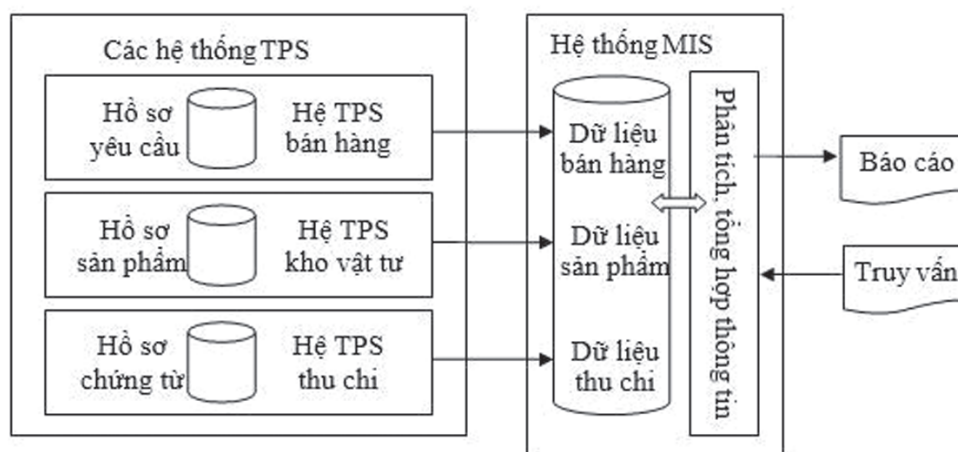 Các hệ thống TPS
Hồ sơ
yêu cầu
Hệ TPS
bán hàng
Hồ sơ
sản phẩm
Hệ TPS
kho vật tư
Hồ sơ
chứng từ
Hệ TPS
thu chi
Hệ thống MIS
Dữ liệu
bán hàng
Dữ liệu
sản phẩm
Dữ liệu
thu chi
Phân tích, tổng hợp thông tin
Báo cáo
Truy vấn